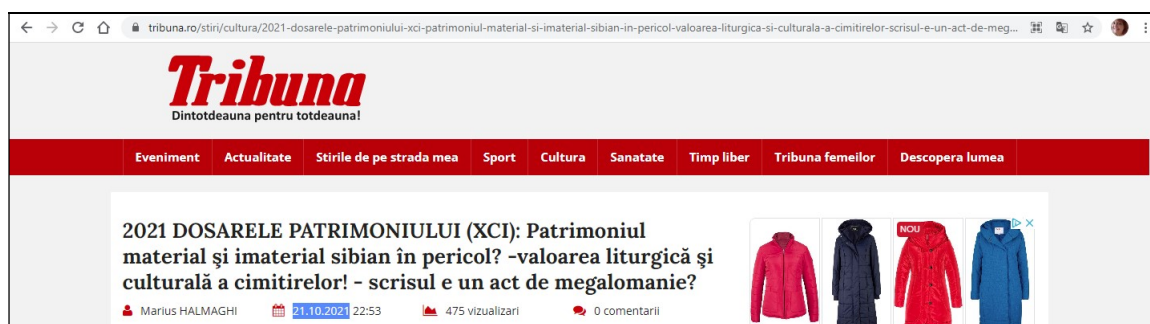 tribuna.ro/stiri/cultura/2021-dosarele-patrimoniului-xci-patrimoniul-material-si-imaterial-sibian-in-pericol-valoarea-liturgica-si-culturala-a-cimitirelor-scrisul-e-un-act-de-meg...
Tribuna
Dintotdeauna pentru totdeauna!
Eveniment Actualitate Stirile de pe strada mea Sport Cultura Sanatate Timp liber Tribuna femeilor Descopera lumea
2021 DOSARELE PATRIMONIULUI (XCI): Patrimoniul
material şi imaterial sibian în pericol? -valoarea liturgică şi
culturală a cimitirelor! - scrisul e un act de megalomanie?
Marius HALMAGHI 21.10.2021 22:53 475 vizualizari 0 comentarii
NOU